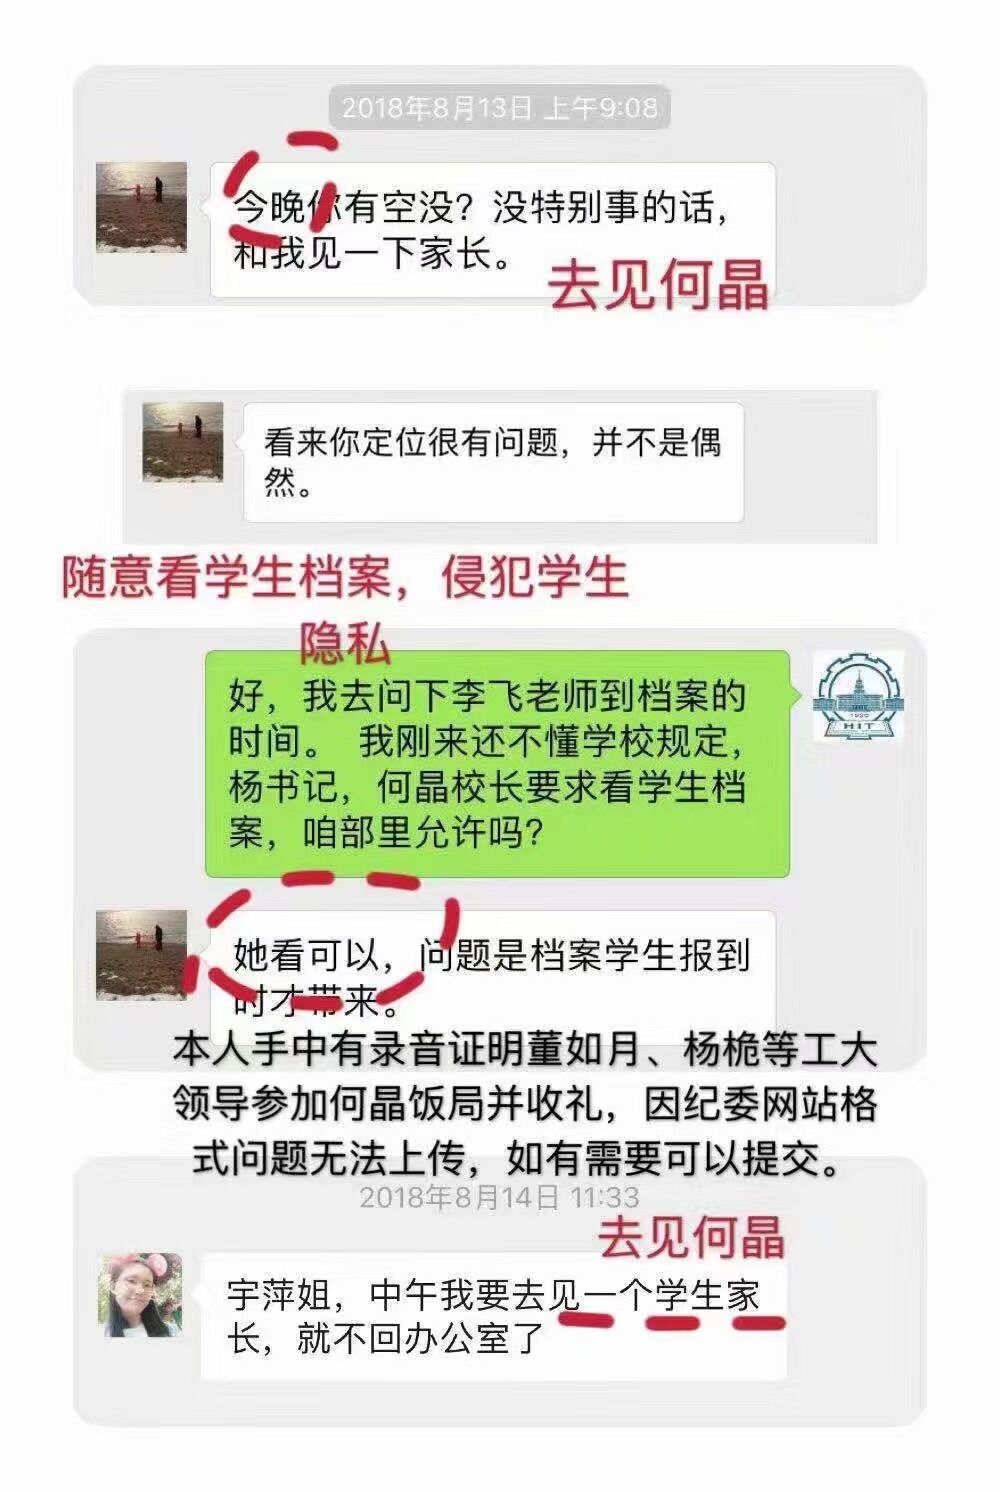 2018年8月13日 上午9:08
今晚你有空没？没特别事的话，
和我见一下家长。
去见何晶
看来你定位很有问题，并不是偶
然。
随意看学生档案，侵犯学生
隐私
好，我去问下李飞老师到档案的
时间。 我刚来还不懂学校规定，
杨书记，何晶校长要求看学生档
案，咱部里允许吗？
1920
HIT
她看可以，问题是档案学生报到
时才带来。
本人手中有录音证明董如月、杨桅等工大
领导参加何晶饭局并收礼，因纪委网站格
式问题无法上传，如有需要可以提交。
2018年8月14日 11:33
去见何晶
宇萍姐，中午我要去见一个学生家
长，就不回办公室了